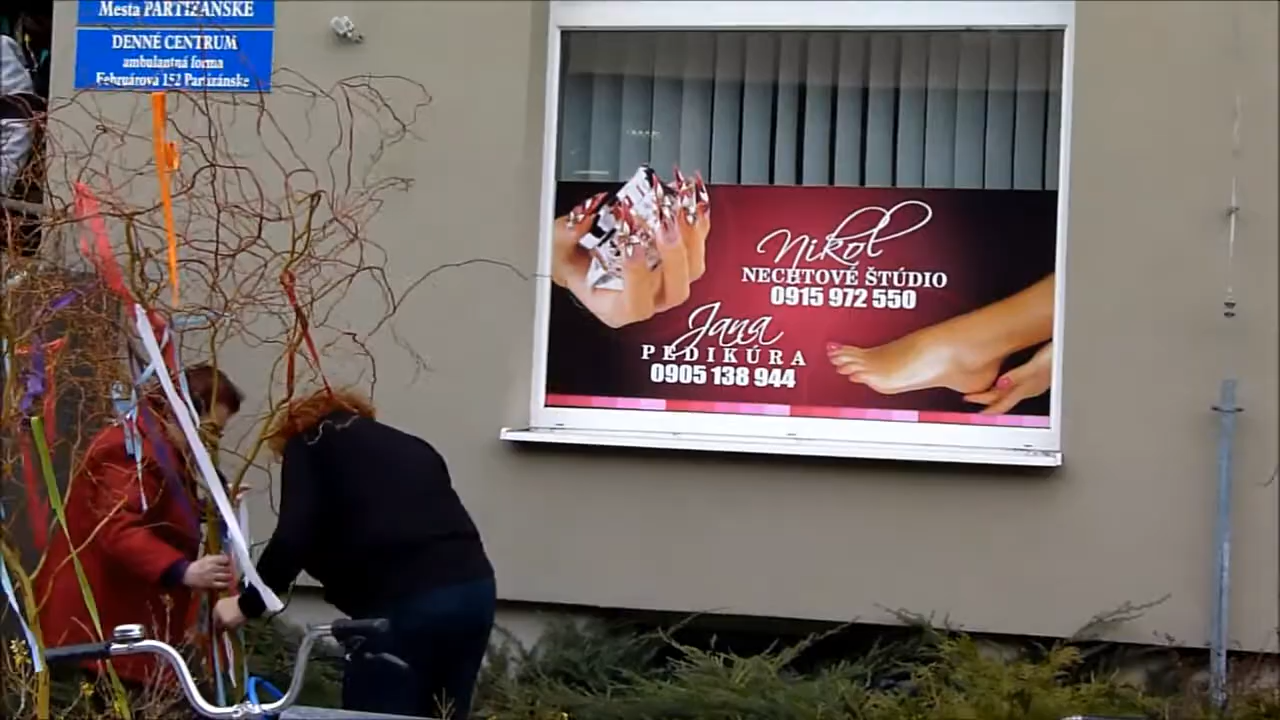 Mesta PARTIZÁNSKE
DENNÉ CENTRUM
ambulantná forma
Februárová 152 Partizánske
Nikol
NECHTOVÉ ŠTÚDIO
0915 972 550
Jana
PEDIKÚRA
0905 138 944